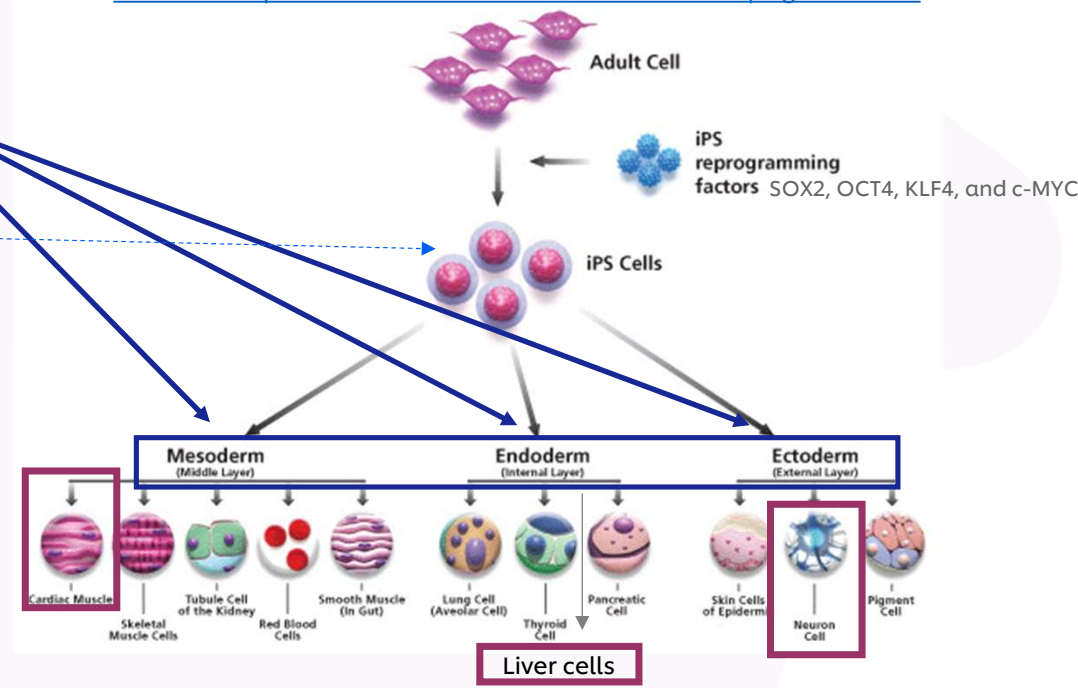 Adult Cell
iPS
reprogramming
factors SOX2, OCT4, KLF4, and c-MYC
iPS Cells
Mesoderm
(Middle Layer)
Endoderm
(Internal Layer)
Ectoderm
(External Layer)
Cardiac Muscle
Skeletal
Muscle Cells
Tubule Cell
of the Kidney
Red Blood
Cells
Smooth Muscle
(In Gut)
Lung Cell
(Aveolar Cell)
Thyroid
Cell
Pancreatic
Cell
Skin Cells
of Epidermi
Neuron
Cell
Pigment
Cell
Liver cells